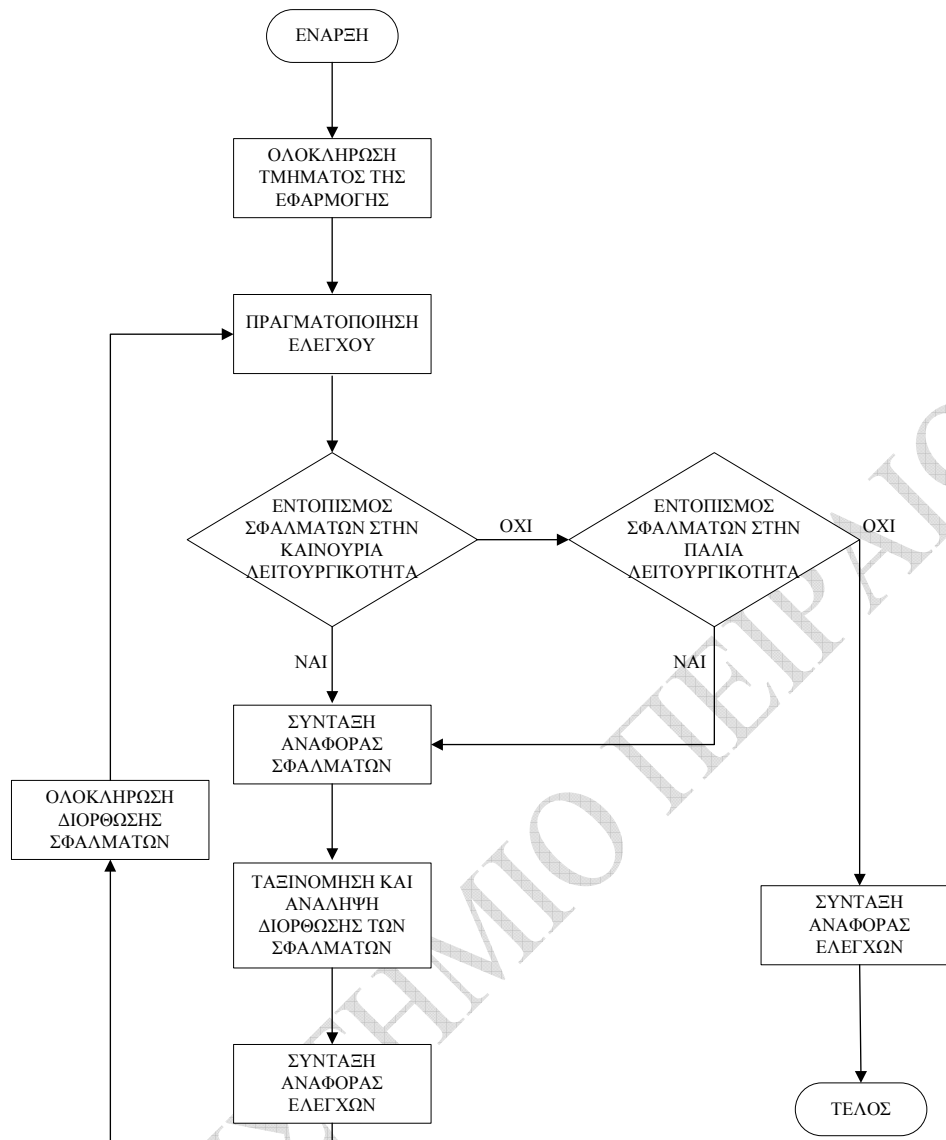 ΕΝΑΡΞΗ
ΟΛΟΚΛΗΡΩΣΗ
ΤΜΗΜΑΤΟΣ ΤΗΣ
ΕΦΑΡΜΟΓΗΣ
ΠΡΑΓΜΑΤΟΠΟΙΗΣΗ
ΕΛΕΓΧΟΥ
ΕΝΤΟΠΙΣΜΟΣ
ΣΦΑΛΜΑΤΩΝ ΣΤΗΝ
ΚΑΙΝΟΥΡΙΑ
ΛΕΙΤΟΥΡΓΙΚΟΤΗΤΑ
ΟΧΙ
ΕΝΤΟΠΙΣΜΟΣ
ΣΦΑΛΜΑΤΩΝ ΣΤΗΝ
ΠΑΛΙΑ
ΛΕΙΤΟΥΡΓΙΚΟΤΗΤΑ
ΟΧΙ
ΝΑΙ
ΝΑΙ
ΣΥΝΤΑΞΗ
ΑΝΑΦΟΡΑΣ
ΣΦΑΛΜΑΤΩΝ
ΟΛΟΚΛΗΡΩΣΗ
ΔΙΟΡΘΩΣΗΣ
ΣΦΑΛΜΑΤΩΝ
ΤΑΞΙΝΟΜΗΣΗ ΚΑΙ
ΑΝΑΛΗΨΗ
ΔΙΟΡΘΩΣΗΣ ΤΩΝ
ΣΦΑΛΜΑΤΩΝ
ΣΥΝΤΑΞΗ
ΑΝΑΦΟΡΑΣ
ΕΛΕΓΧΩΝ
ΣΥΝΤΑΞΗ
ΑΝΑΦΟΡΑΣ
ΕΛΕΓΧΩΝ
ΤΕΛΟΣ